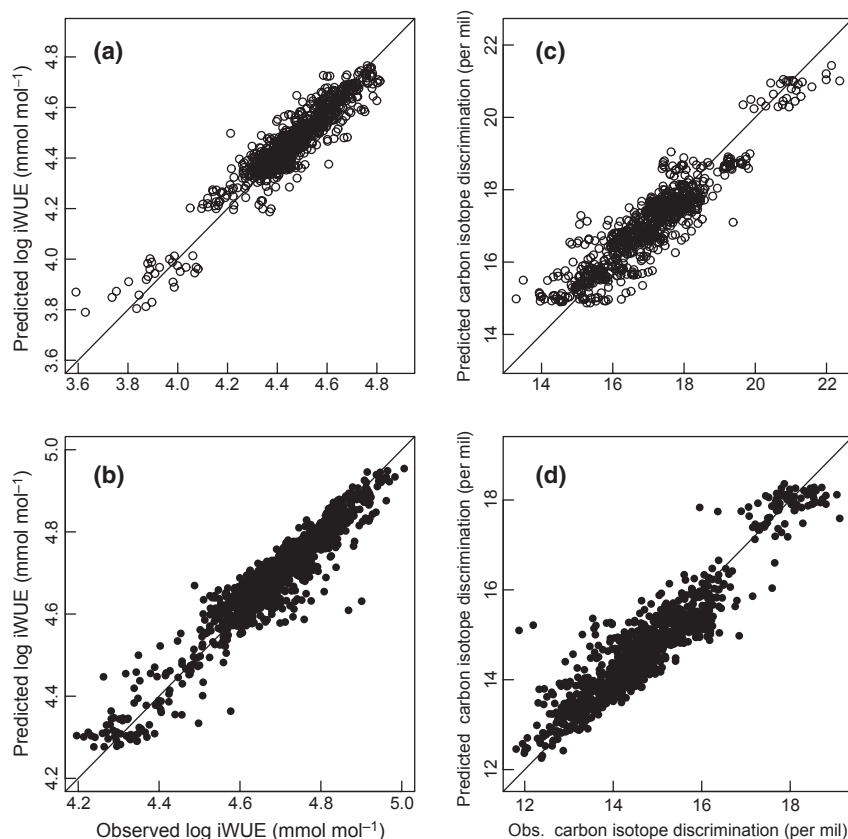 (a)
Predicted log iWUE (mmol mol⁻¹)
3.6 3.8 4.0 4.2 4.4 4.6 4.8
3.6 3.8 4.0 4.2 4.4 4.6 4.8
(c)
Predicted carbon isotope discrimination (per mil)
14 16 18 20 22
14 16 18 20 22
(b)
Predicted log iWUE (mmol mol⁻¹)
4.2 4.4 4.6 4.8 5.0
4.2 4.4 4.6 4.8 5.0
Observed log iWUE (mmol mol⁻¹)
(d)
Predicted carbon isotope discrimination (per mil)
12 14 16 18
12 14 16 18
Obs. carbon isotope discrimination (per mil)